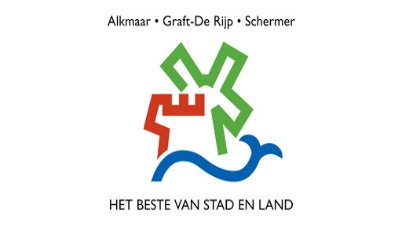 Alkmaar • Graft-De Rijp • Schermer
HET BESTE VAN STAD EN LAND